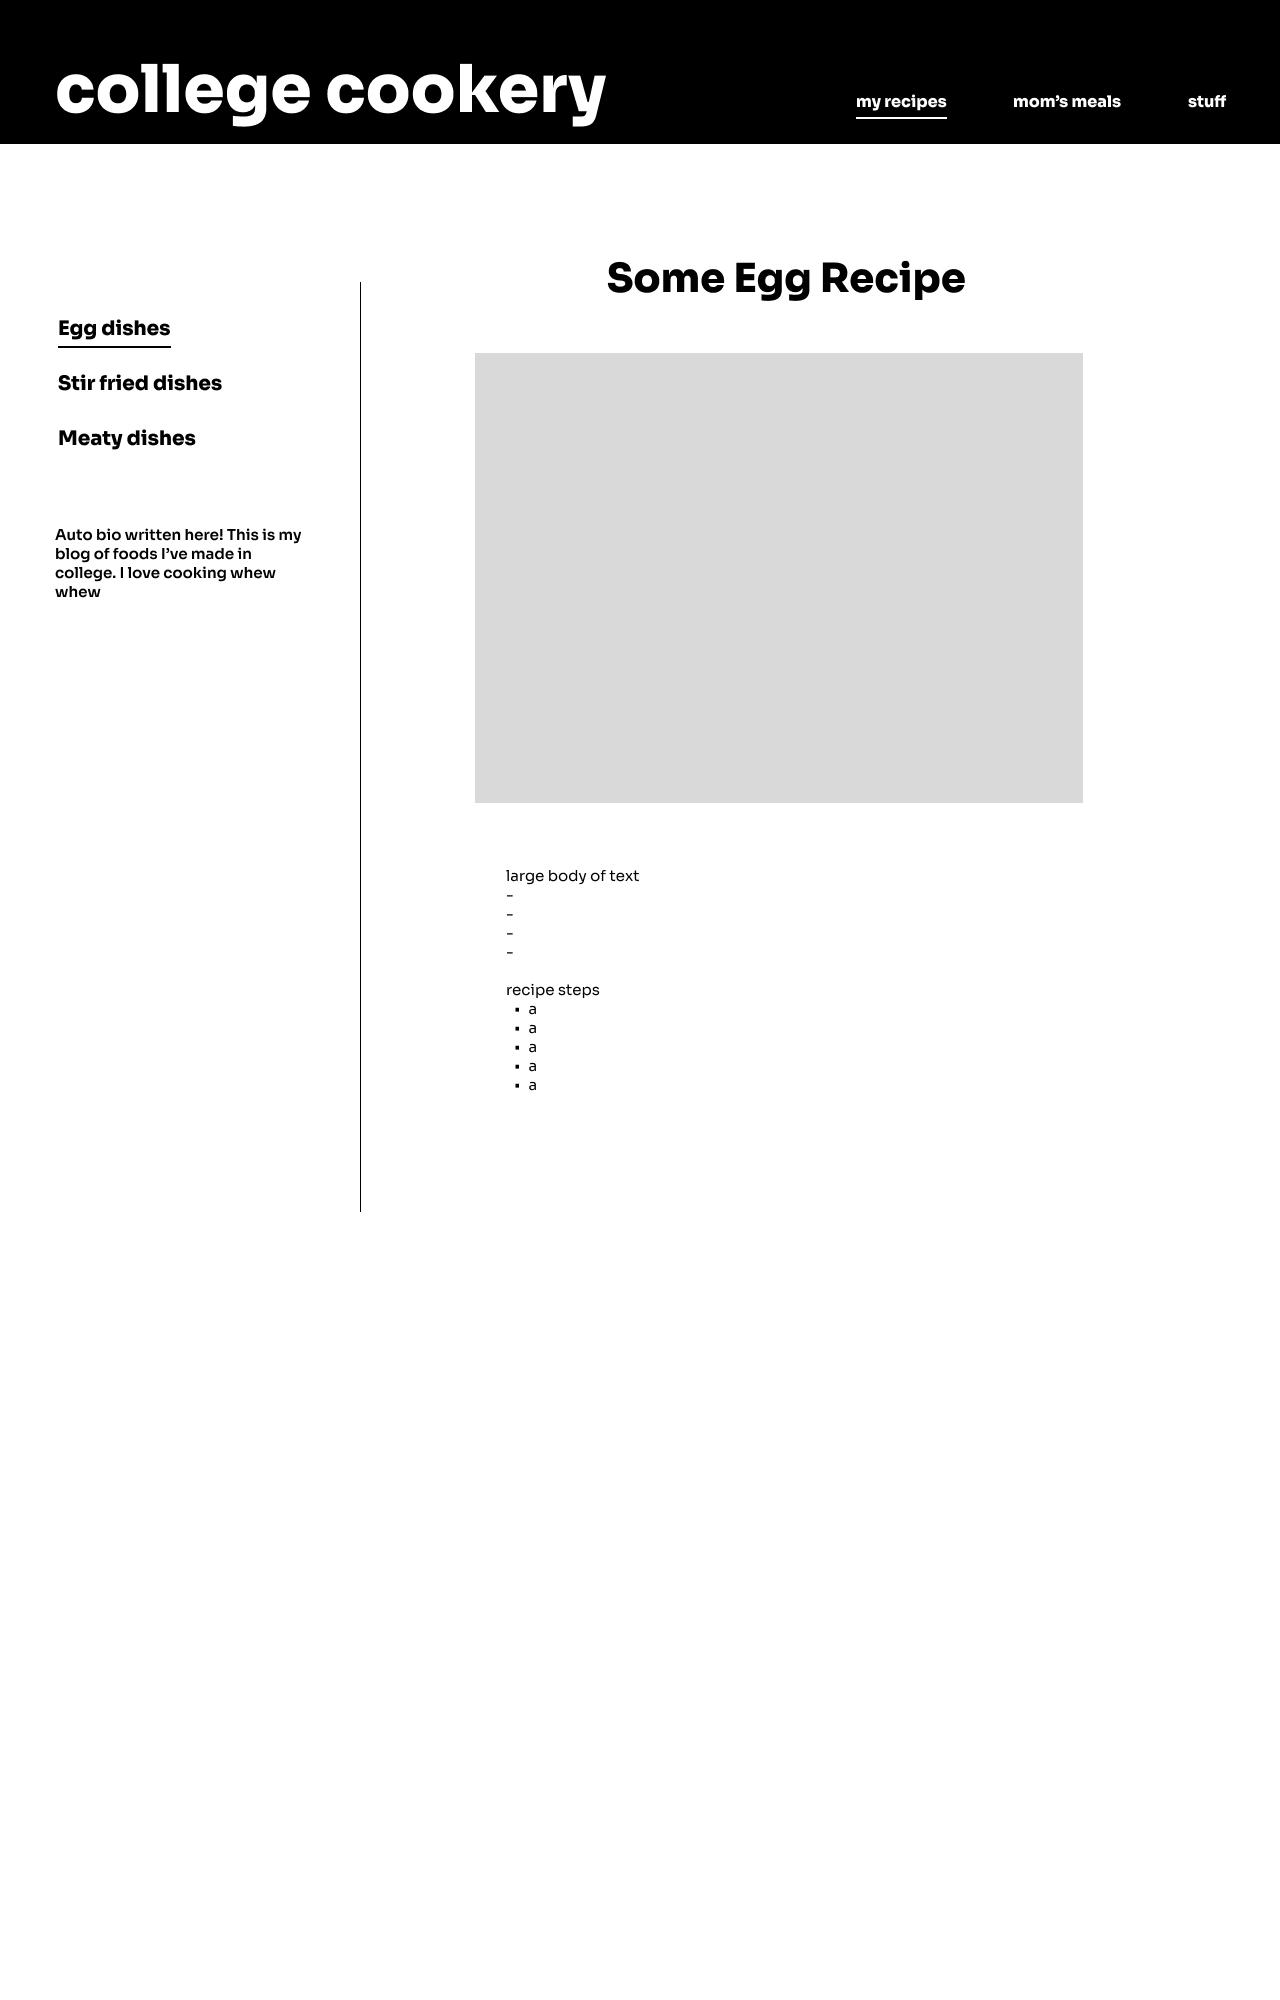 college cookery
my recipes
mom’s meals
stuff
Some Egg Recipe
Egg dishes
Stir fried dishes
Meaty dishes
Auto bio written here! This is my
blog of foods I’ve made in
college. I love cooking whew
whew
large body of text
-
-
-
-
recipe steps
▪ a
▪ a
▪ a
▪ a
▪ a